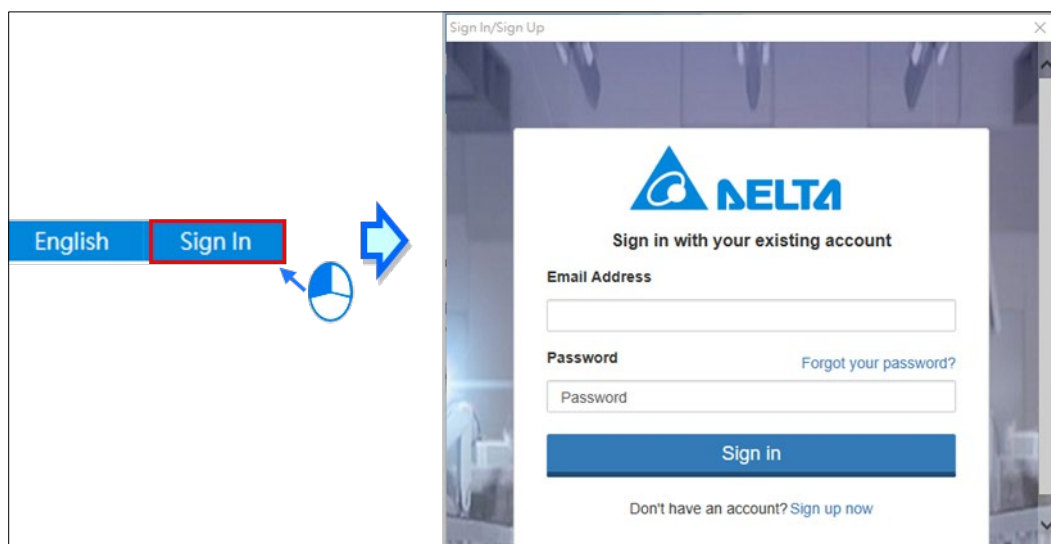 Sign In/Sign Up
English
Sign In
DELTA
Sign in with your existing account
Email Address
Password
Forgot your password?
Password
Sign in
Don't have an account? Sign up now